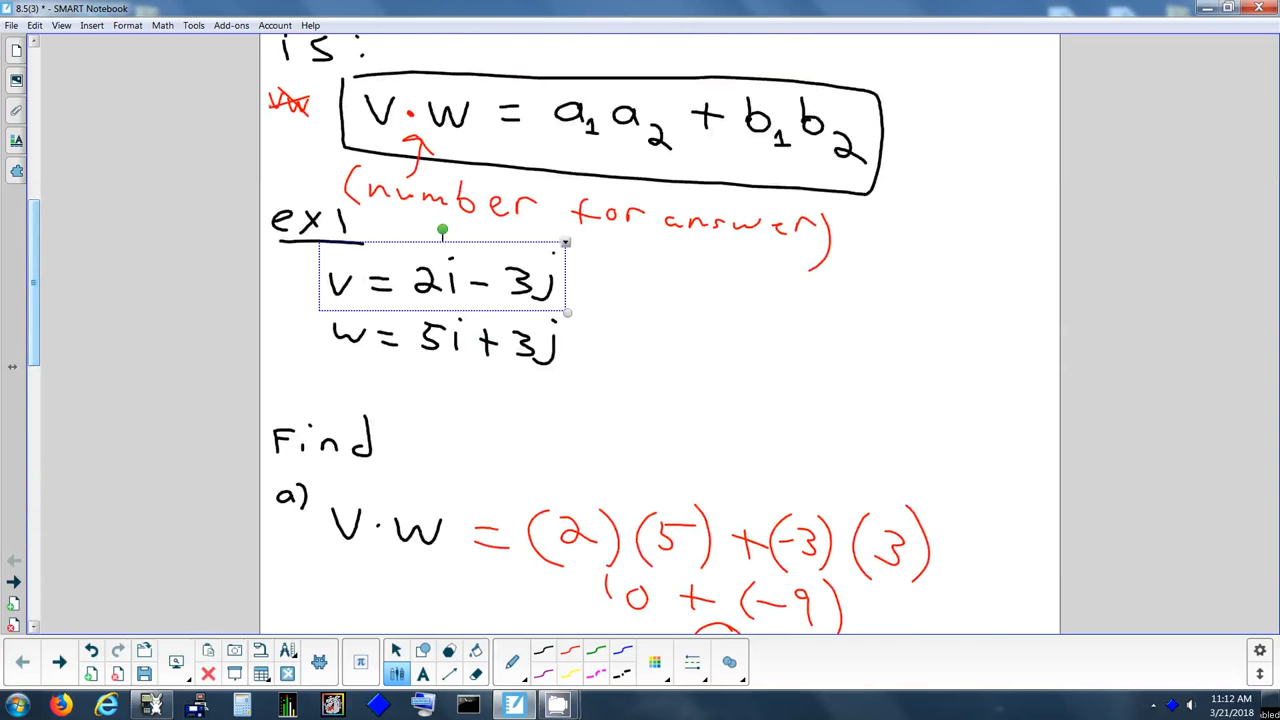 8.5(3) * - SMART Notebook
File Edit View Insert Format Math Tools Add-ons Account Help
is:
vw
v · w = a₁a₂ + b₁b₂
(number for answer)
ex1
v = 2i - 3j
w = 5i + 3j
Find
a)
v · w = (2)(5) + (-3)(3)
10 + (-9)
11:12 AM
3/21/2018